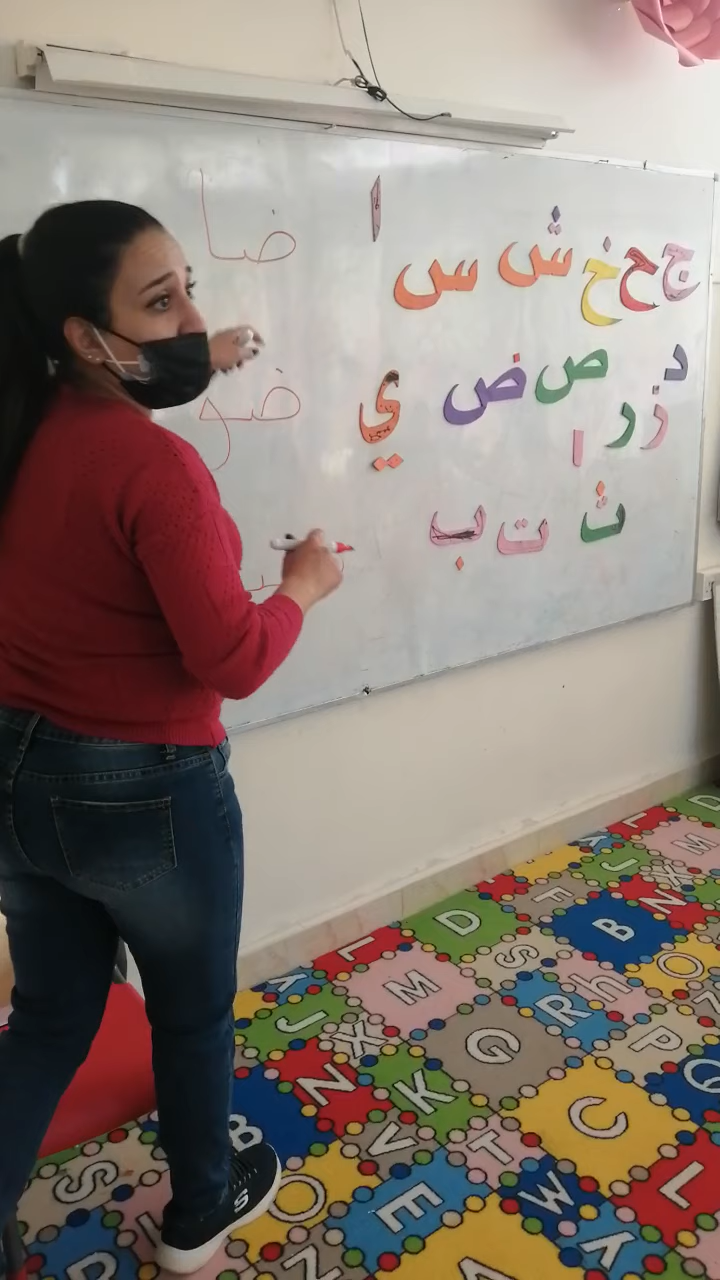 ج ح خ ش س ا
د ص ض ي
ذ ر ا
ث ت ب
ضا
ضو
D
L M
D F J X
L S B N
Y M O
J X R h
G P
N K C Q
B V T
S O E W L
Z Y
S